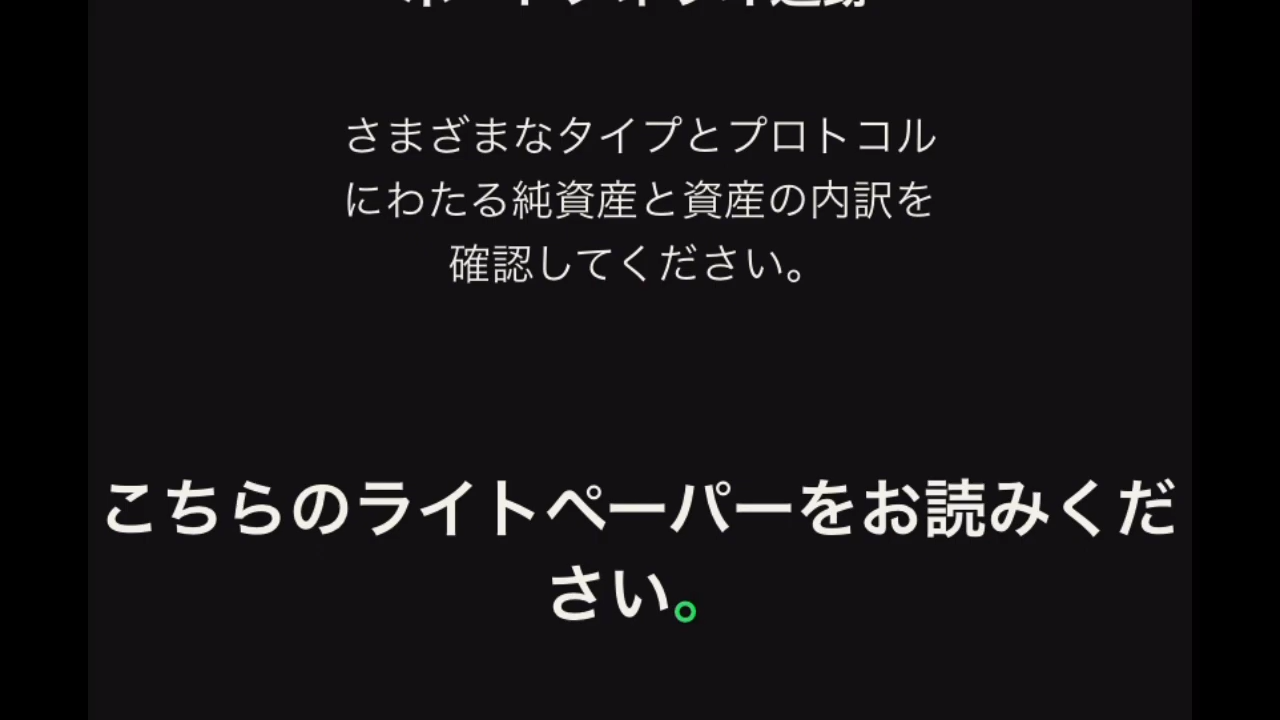 さまざまなタイプとプロトコル
にわたる純資産と資産の内訳を
確認してください。
こちらのライトペーパーをお読みくだ
さい。